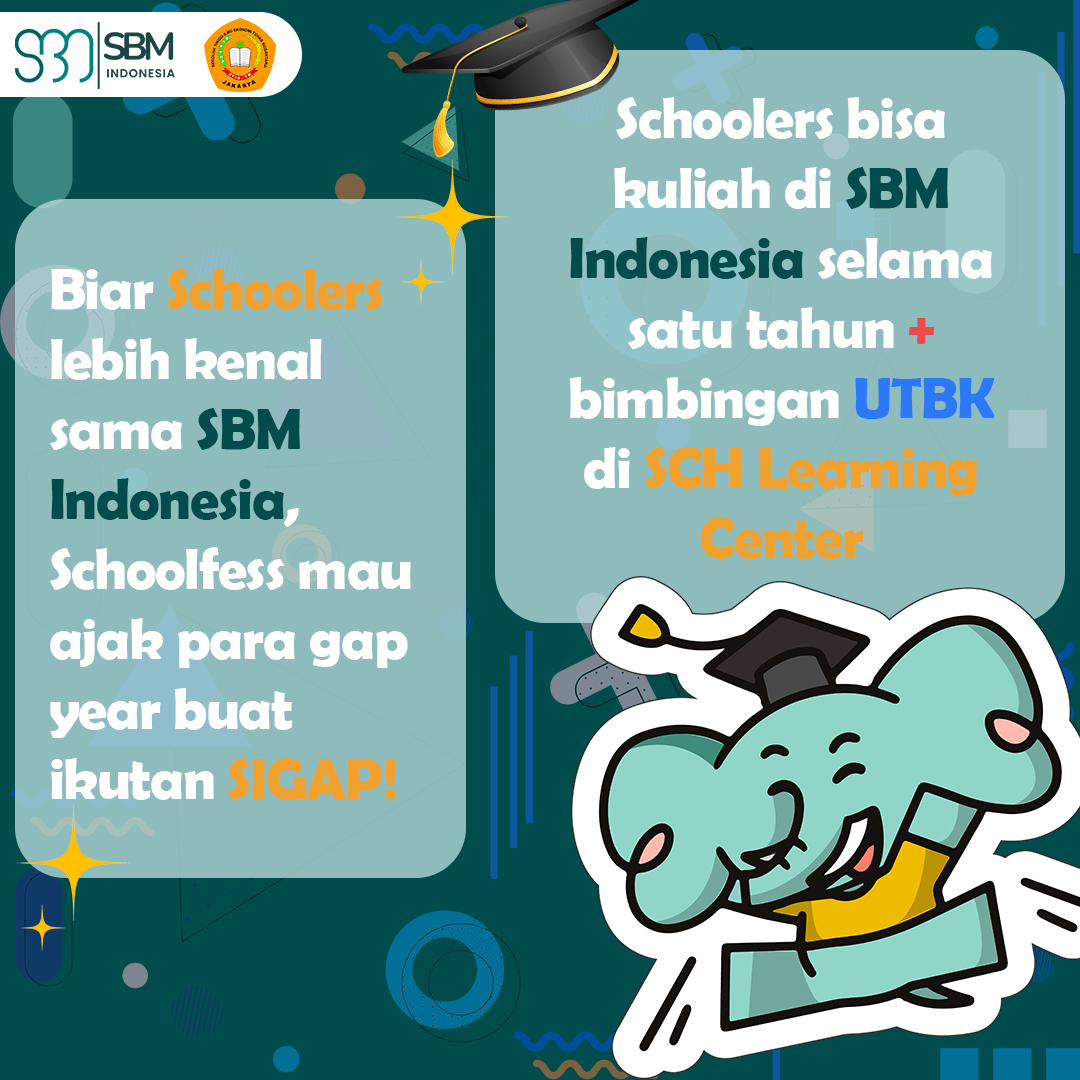 SBM
SBM
INDONESIA
JAKARTA
Biar Schoolers
lebih kenal
sama SBM
Indonesia,
Schoolfess mau
ajak para gap
year buat
ikutan SIGAP!
Schoolers bisa
kuliah di SBM
Indonesia selama
satu tahun +
bimbingan UTBK
di SCH Learning
Center